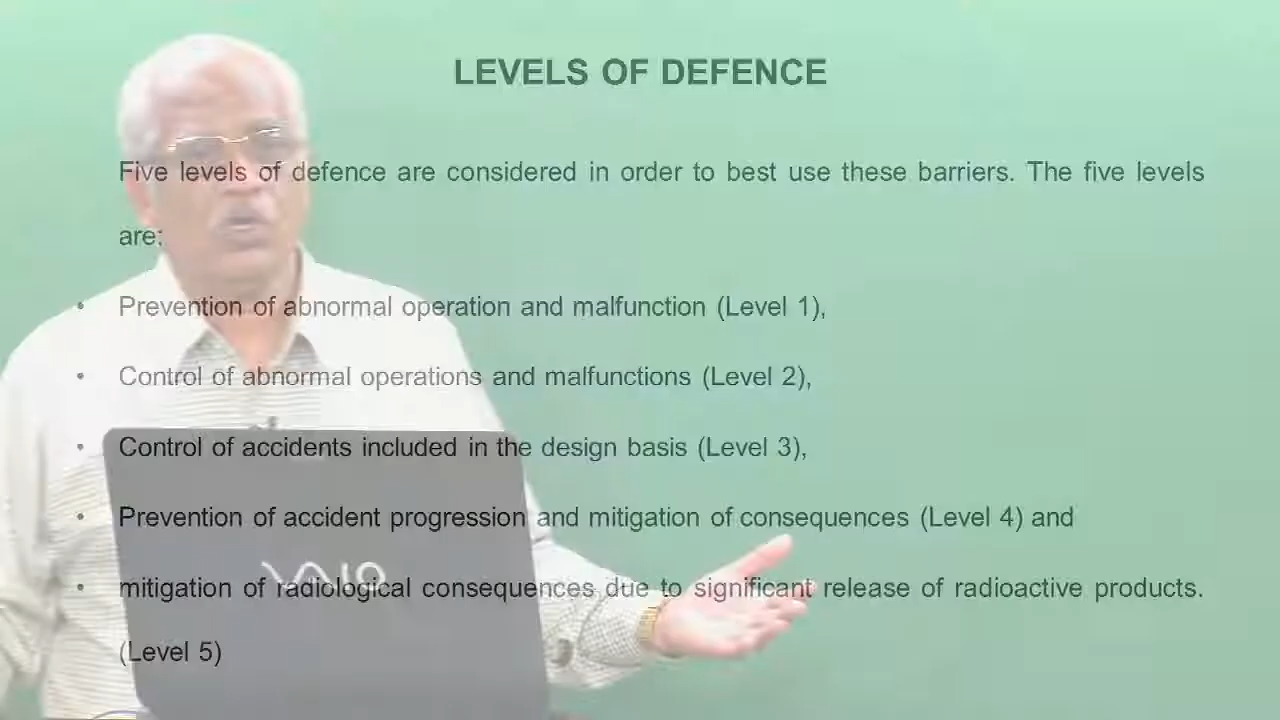 LEVELS OF DEFENCE
Five levels of defence are considered in order to best use these barriers. The five levels
are:
• Prevention of abnormal operation and malfunction (Level 1),
• Control of abnormal operations and malfunctions (Level 2),
• Control of accidents included in the design basis (Level 3),
• Prevention of accident progression and mitigation of consequences (Level 4) and
• mitigation of radiological consequences due to significant release of radioactive products.
(Level 5)
VAIO